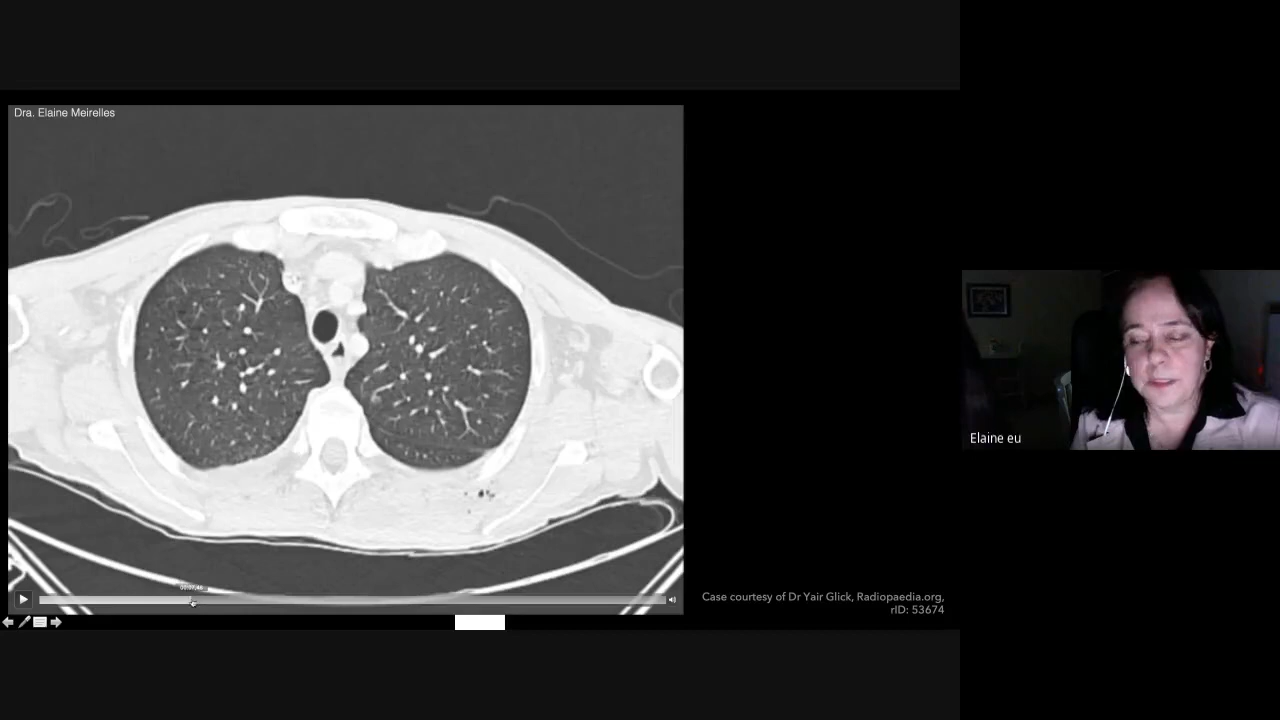 Dra. Elaine Meirelles
Elaine eu
Case courtesy of Dr Yair Glick, Radiopaedia.org,
rID: 53674